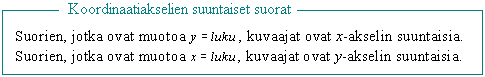 Koordinaatiakselien suuntaiset suorat
Suorien, jotka ovat muotoa y = luku, kuvaajat ovat x-akselin suuntaisia.
Suorien, jotka ovat muotoa x = luku, kuvaajat ovat y-akselin suuntaisia.